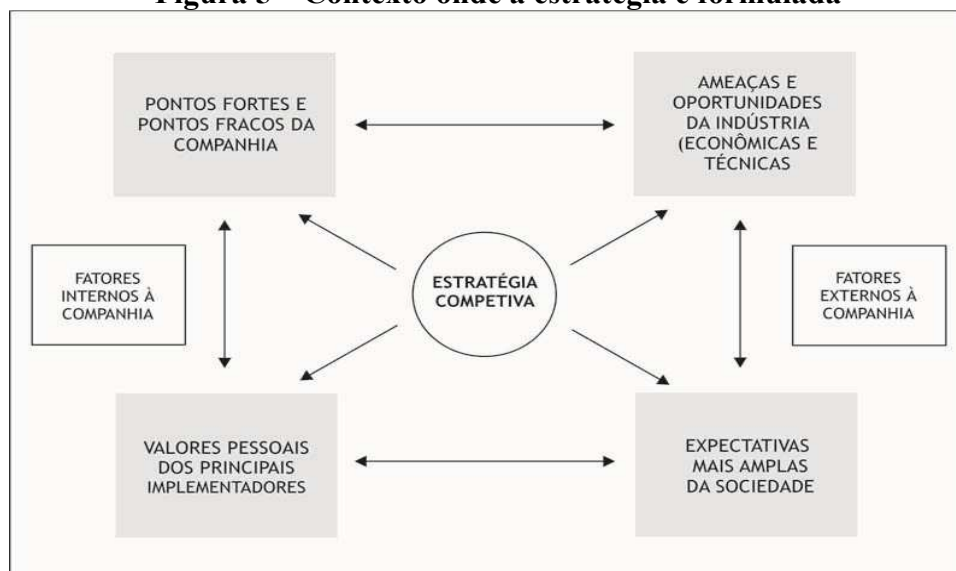 Figura – Contexto onde a estratégia é formulada
PONTOS FORTES E
PONTOS FRACOS DA
COMPANHIA
AMEAÇAS E
OPORTUNIDADES
DA INDÚSTRIA
(ECONÔMICAS E
TÉCNICAS
FATORES
INTERNOS À
COMPANHIA
ESTRATÉGIA
COMPETIVA
FATORES
EXTERNOS À
COMPANHIA
VALORES PESSOAIS
DOS PRINCIPAIS
IMPLEMENTADORES
EXPECTATIVAS
MAIS AMPLAS
DA SOCIEDADE